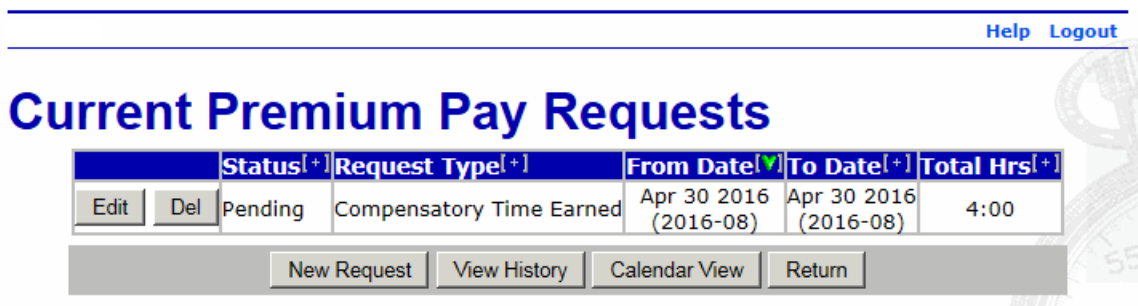 Help Logout
Current Premium Pay Requests
Status[+] Request Type[+] From Date[V] To Date[+] Total Hrs[+]
Edit Del Pending Compensatory Time Earned Apr 30 2016 (2016-08) Apr 30 2016 (2016-08) 4:00
New Request View History Calendar View Return
55